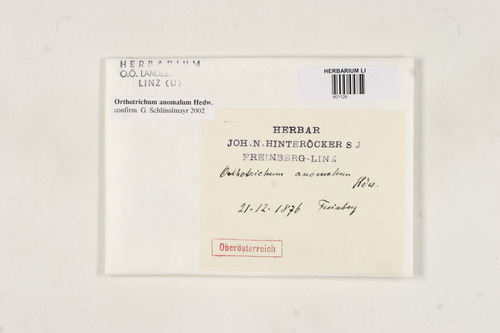 HERBARIUM
O.Ö. LANDES
LINZ (U)
HERBARIUM LI
801126
Orthotrichum anomalum Hedw.
confirm. G. Schlüsslmayr 2002
HERBAR
JOH. N. HINTERÖCKER S J
FREINBERG-LINZ
Orthotrichum anomalum
Hdw.
21-12-1876 Freinberg
Oberösterreich